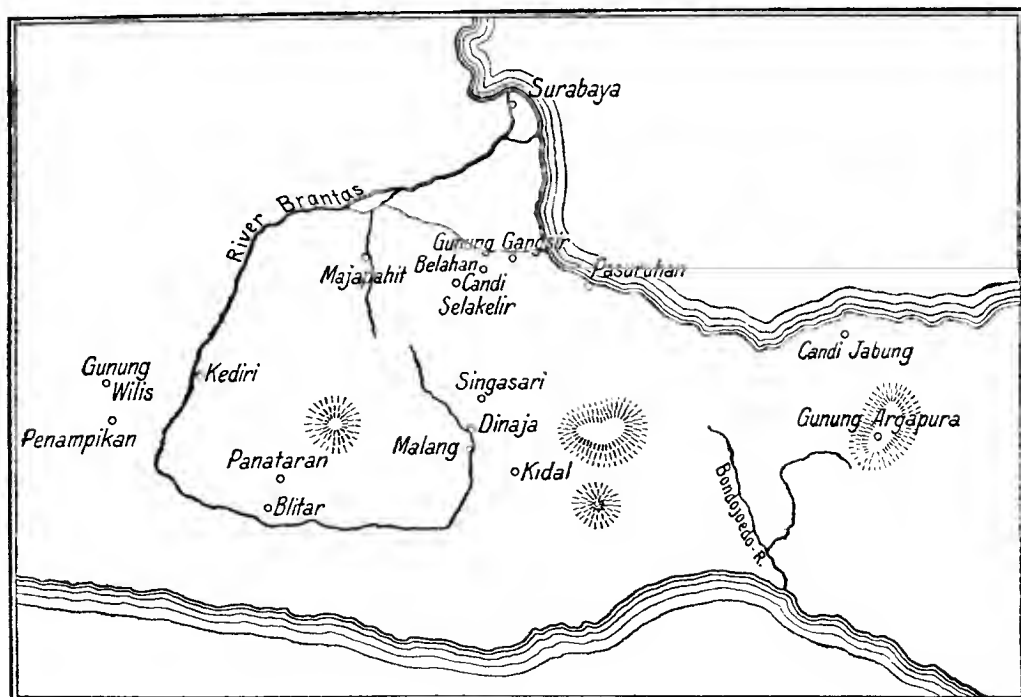 Surabaya
River Brantas
Gunung Gangsir
Majapahit
Belahan
Candi
Selakelir
Pasuruhan
Candi Jabung
Gunung
Wilis
Kediri
Singasari
Gunung Argapura
Penampikan
Dinaja
Malang
Panataran
Kidal
Blitar
Bondojoedo-R.